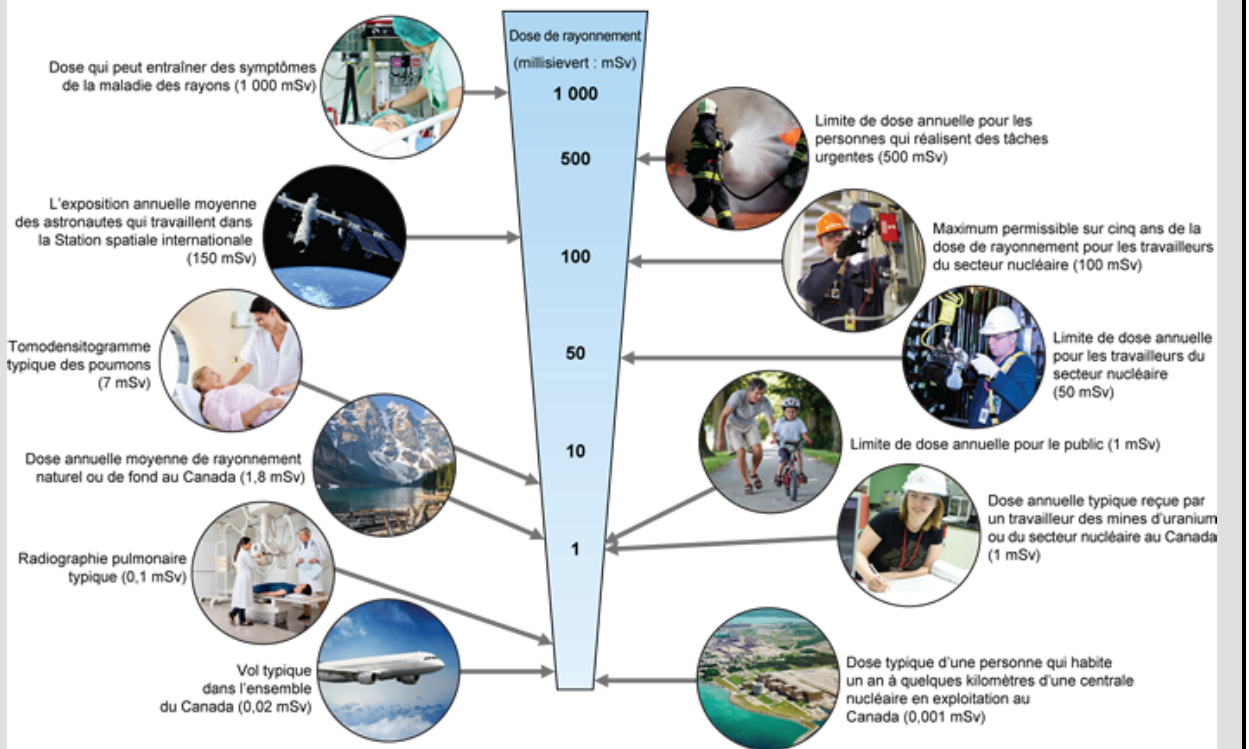 Dose de rayonnement
(millisievert : mSv)
1 000
500
100
50
10
1
Dose qui peut entraîner des symptômes
de la maladie des rayons (1 000 mSv)
L'exposition annuelle moyenne
des astronautes qui travaillent dans
la Station spatiale internationale
(150 mSv)
Tomodensitogramme
typique des poumons
(7 mSv)
Dose annuelle moyenne de rayonnement
naturel ou de fond au Canada (1,8 mSv)
Radiographie pulmonaire
typique (0,1 mSv)
Vol typique
dans l'ensemble
du Canada (0,02 mSv)
Limite de dose annuelle pour les
personnes qui réalisent des tâches
urgentes (500 mSv)
Maximum permissible sur cinq ans de la
dose de rayonnement pour les travailleurs
du secteur nucléaire (100 mSv)
Limite de dose annuelle
pour les travailleurs du
secteur nucléaire
(50 mSv)
Limite de dose annuelle pour le public (1 mSv)
Dose annuelle typique reçue par
un travailleur des mines d'uranium
ou du secteur nucléaire au Canada
(1 mSv)
Dose typique d'une personne qui habite
un an à quelques kilomètres d'une centrale
nucléaire en exploitation au
Canada (0,001 mSv)